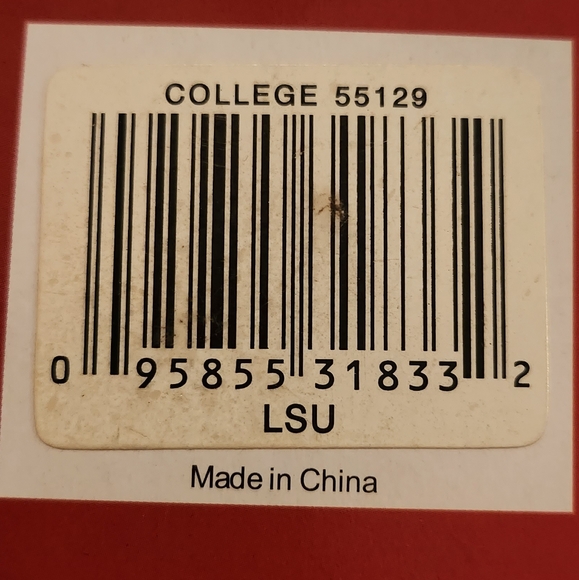 COLLEGE 55129
0 95855 31833 2
LSU
Made in China